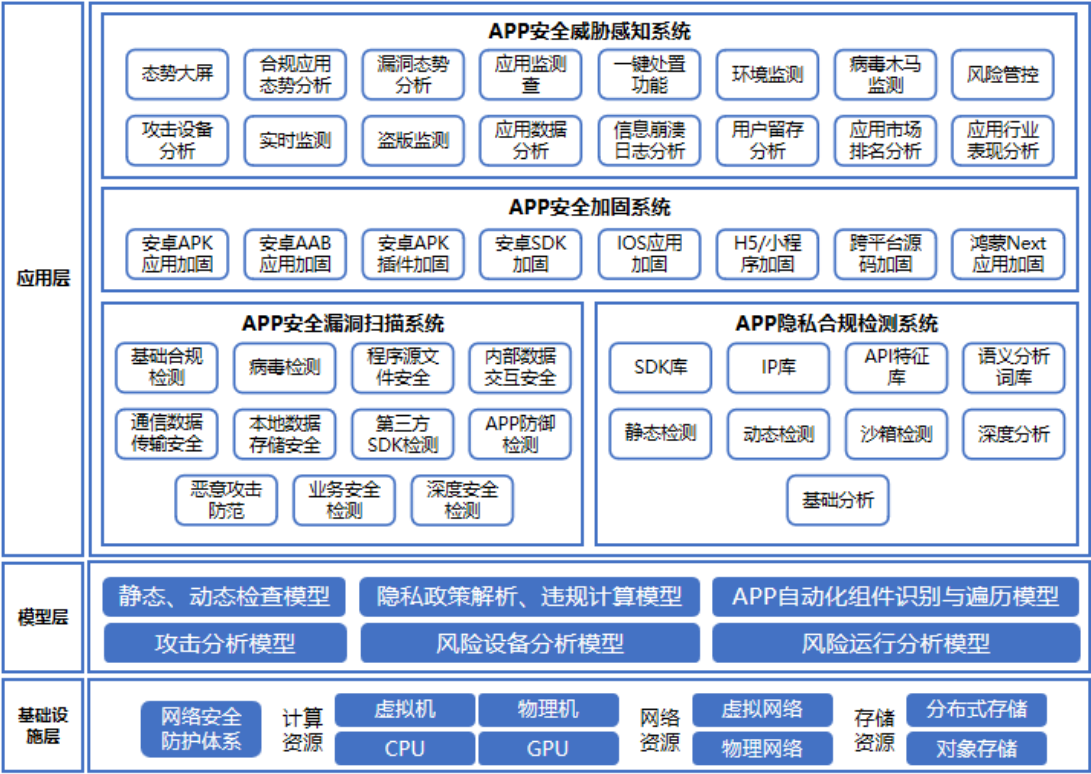 应用层
APP安全威胁感知系统
态势大屏
合规应用
态势分析
漏洞态势
分析
应用监测
查
一键处置
功能
环境监测
病毒木马
监测
风险管控
攻击设备
分析
实时监测
盗版监测
应用数据
分析
信息崩溃
日志分析
用户留存
分析
应用市场
排名分析
应用行业
表现分析
APP安全加固系统
安卓APK
应用加固
安卓AAB
应用加固
安卓APK
插件加固
安卓SDK
加固
IOS应用
加固
H5/小程
序加固
跨平台源
码加固
鸿蒙Next
应用加固
APP安全漏洞扫描系统
基础合规
检测
病毒检测
程序源文
件安全
内部数据
交互安全
通信数据
传输安全
本地数据
存储安全
第三方
SDK检测
APP防御
检测
恶意攻击
防范
业务安全
检测
深度安全
检测
APP隐私合规检测系统
SDK库
IP库
API特征
库
语义分析
词库
静态检测
动态检测
沙箱检测
深度分析
基础分析
模型层
静态、动态检查模型
隐私政策解析、违规计算模型
APP自动化组件识别与遍历模型
攻击分析模型
风险设备分析模型
风险运行分析模型
基础设
施层
网络安全
防护体系
计算
资源
虚拟机
物理机
CPU
GPU
网络
资源
虚拟网络
物理网络
存储
资源
分布式存储
对象存储